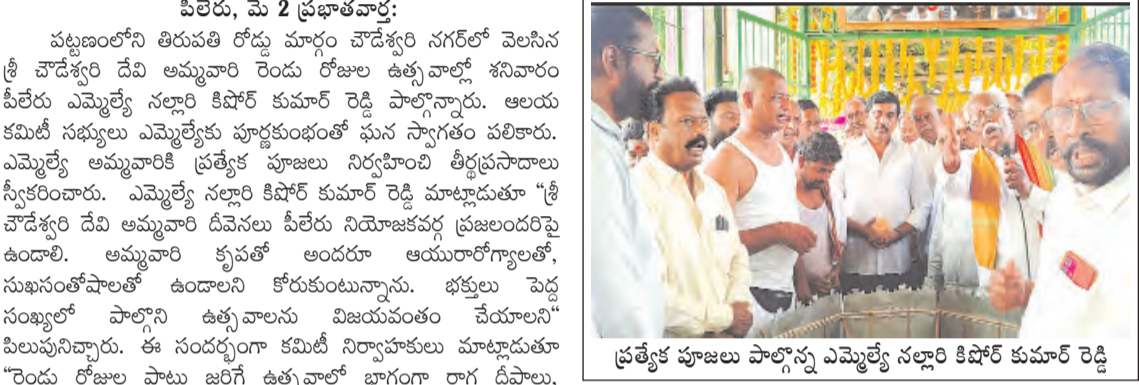 పీలేరు, మే 2 ప్రభాతవార్త:
పట్టణంలోని తిరుపతి రోడ్డు మార్గం చౌడేశ్వరి నగర్‌లో వెలసిన
శ్రీ చౌడేశ్వరి దేవి అమ్మవారి రెండు రోజుల ఉత్సవాల్లో శనివారం
పీలేరు ఎమ్మెల్యే నల్లారి కిషోర్ కుమార్ రెడ్డి పాల్గొన్నారు. ఆలయ
కమిటీ సభ్యులు ఎమ్మెల్యేకు పూర్ణకుంభంతో ఘన స్వాగతం పలికారు.
ఎమ్మెల్యే అమ్మవారికి ప్రత్యేక పూజలు నిర్వహించి తీర్థప్రసాదాలు
స్వీకరించారు. ఎమ్మెల్యే నల్లారి కిషోర్ కుమార్ రెడ్డి మాట్లాడుతూ “శ్రీ
చౌడేశ్వరి దేవి అమ్మవారి దీవెనలు పీలేరు నియోజకవర్గ ప్రజలందరిపై
ఉండాలి. అమ్మవారి కృపతో అందరూ ఆయురారోగ్యాలతో,
సుఖసంతోషాలతో ఉండాలని కోరుకుంటున్నాను. భక్తులు పెద్ద
సంఖ్యలో పాల్గొని ఉత్సవాలను విజయవంతం చేయాలని“
పిలుపునిచ్చారు. ఈ సందర్భంగా కమిటీ నిర్వాహకులు మాట్లాడుతూ
“రెండు రోజుల పాటు జరిగే ఉత్సవాలో భాగంగా రాగ దీపాలు,
ప్రత్యేక పూజలు పాల్గొన్న ఎమ్మెల్యే నల్లారి కిషోర్ కుమార్ రెడ్డి